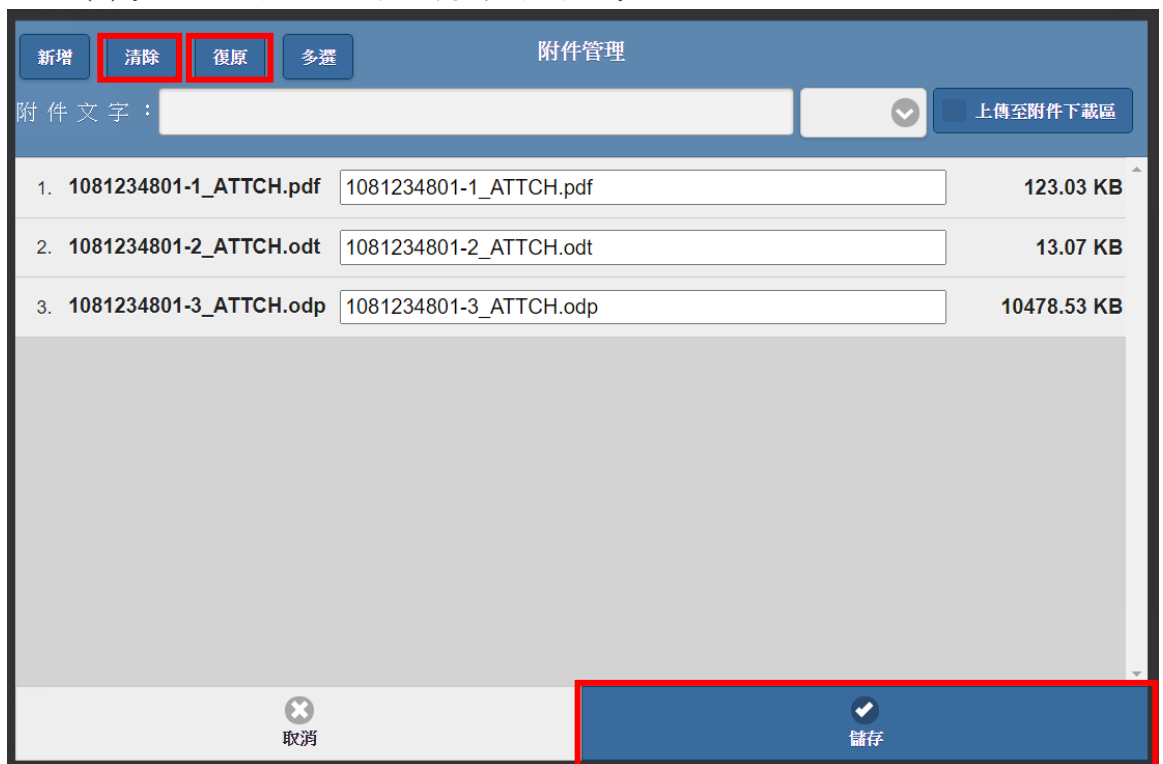 新增 清除 復原 多選 附件管理
附件文字： 上傳至附件下載區
1. 1081234801-1_ATTCH.pdf 1081234801-1_ATTCH.pdf 123.03 KB
2. 1081234801-2_ATTCH.odt 1081234801-2_ATTCH.odt 13.07 KB
3. 1081234801-3_ATTCH.odp 1081234801-3_ATTCH.odp 10478.53 KB
取消 儲存